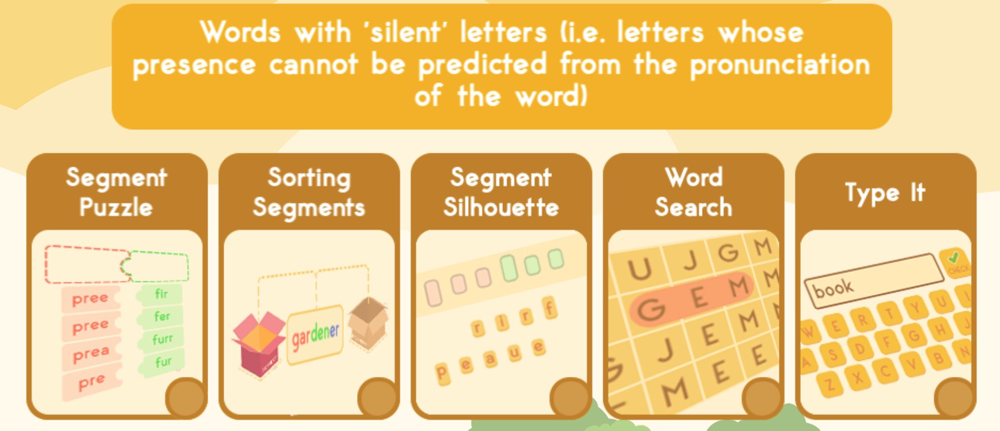 Words with 'silent' letters (i.e. letters whose
presence cannot be predicted from the pronunciation
of the word)
Segment
Puzzle
pree
fir
pree
fer
prea
furr
pre
fur
Sorting
Segments
gardener
Segment
Silhouette
r i r f
p e a u e
Word
Search
U J G M
G E M M
G J E M
M E E
Type It
book
CHECK
W E R T Y U I
A S D F G H J
Z X C V B N